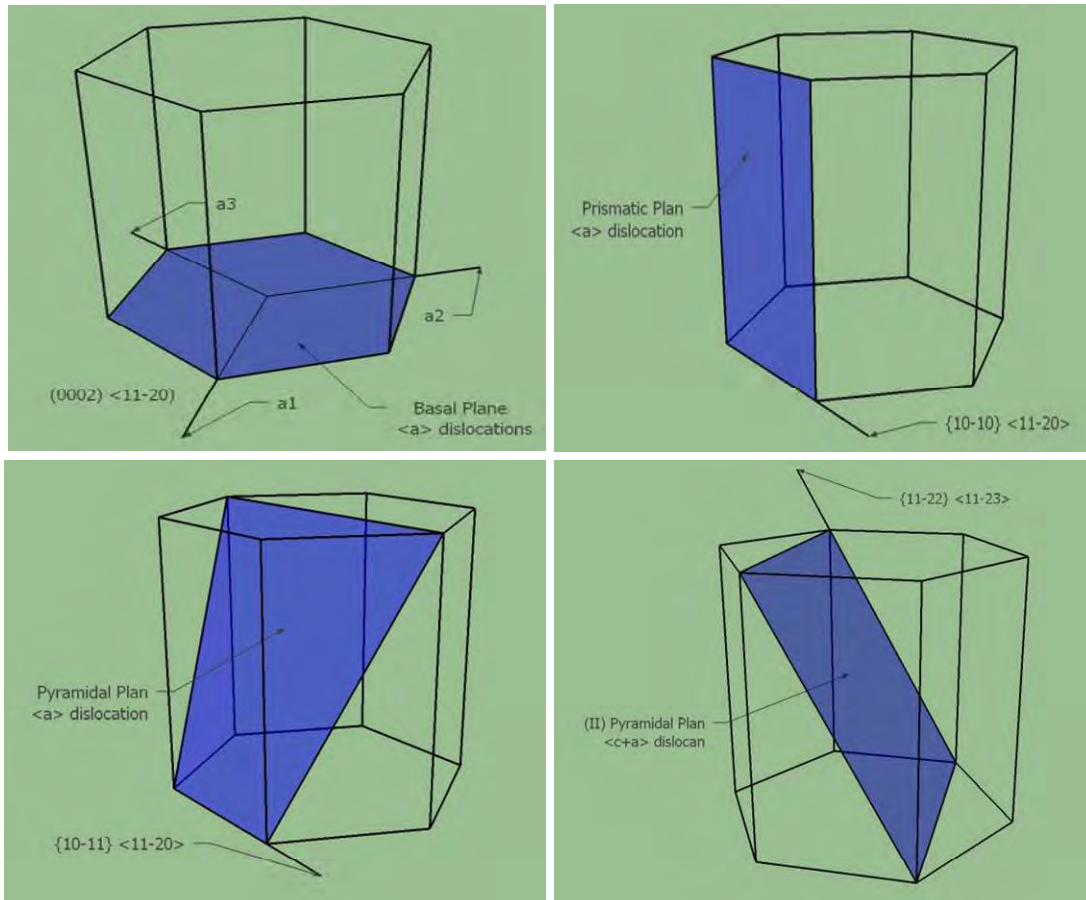 a3
a2
(0002) <11-20)
a1
Basal Plane
<a> dislocations
Prismatic Plan
<a> dislocation
{10-10} <11-20>
Pyramidal Plan
<a> dislocation
{10-11} <11-20>
{11-22} <11-23>
(II) Pyramidal Plan
<c+a> dislocan